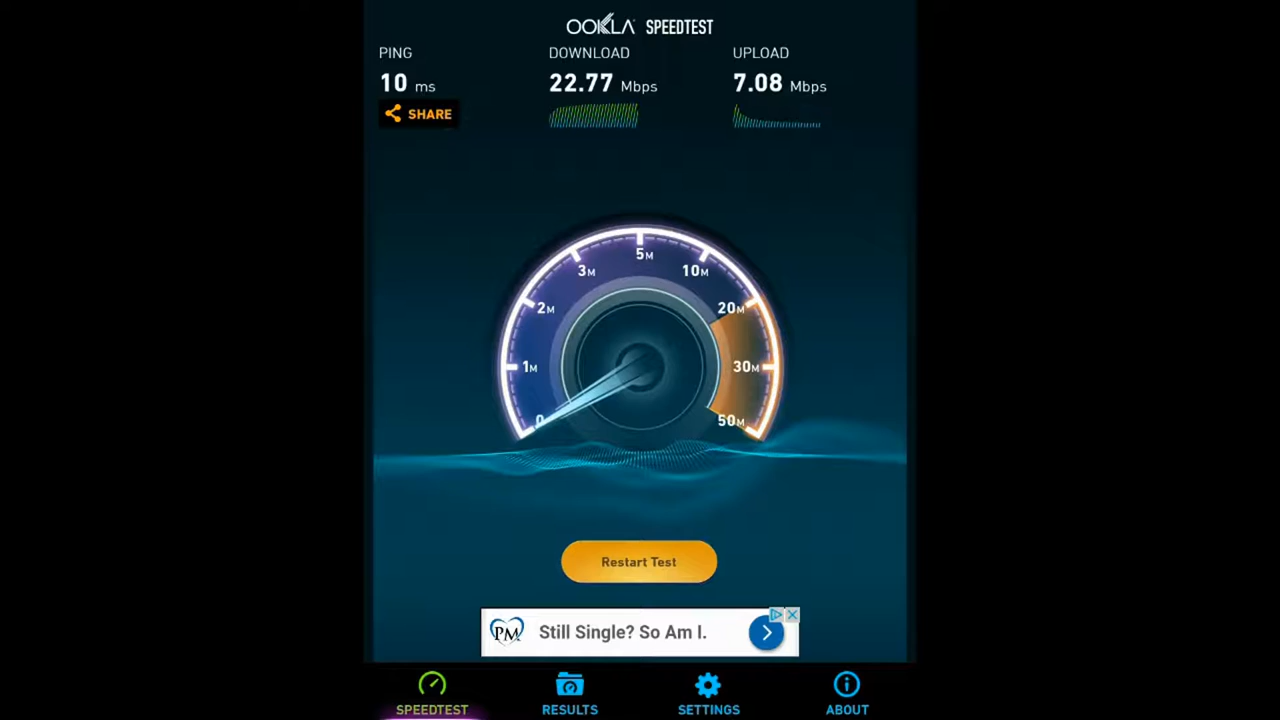 OOKLA SPEEDTEST
PING DOWNLOAD UPLOAD
10 ms 22.77 Mbps 7.08 Mbps
SHARE
5M
3M 10M
2M 20M
1M 30M
0 50M
Restart Test
PM Still Single? So Am I.
SPEEDTEST RESULTS SETTINGS ABOUT